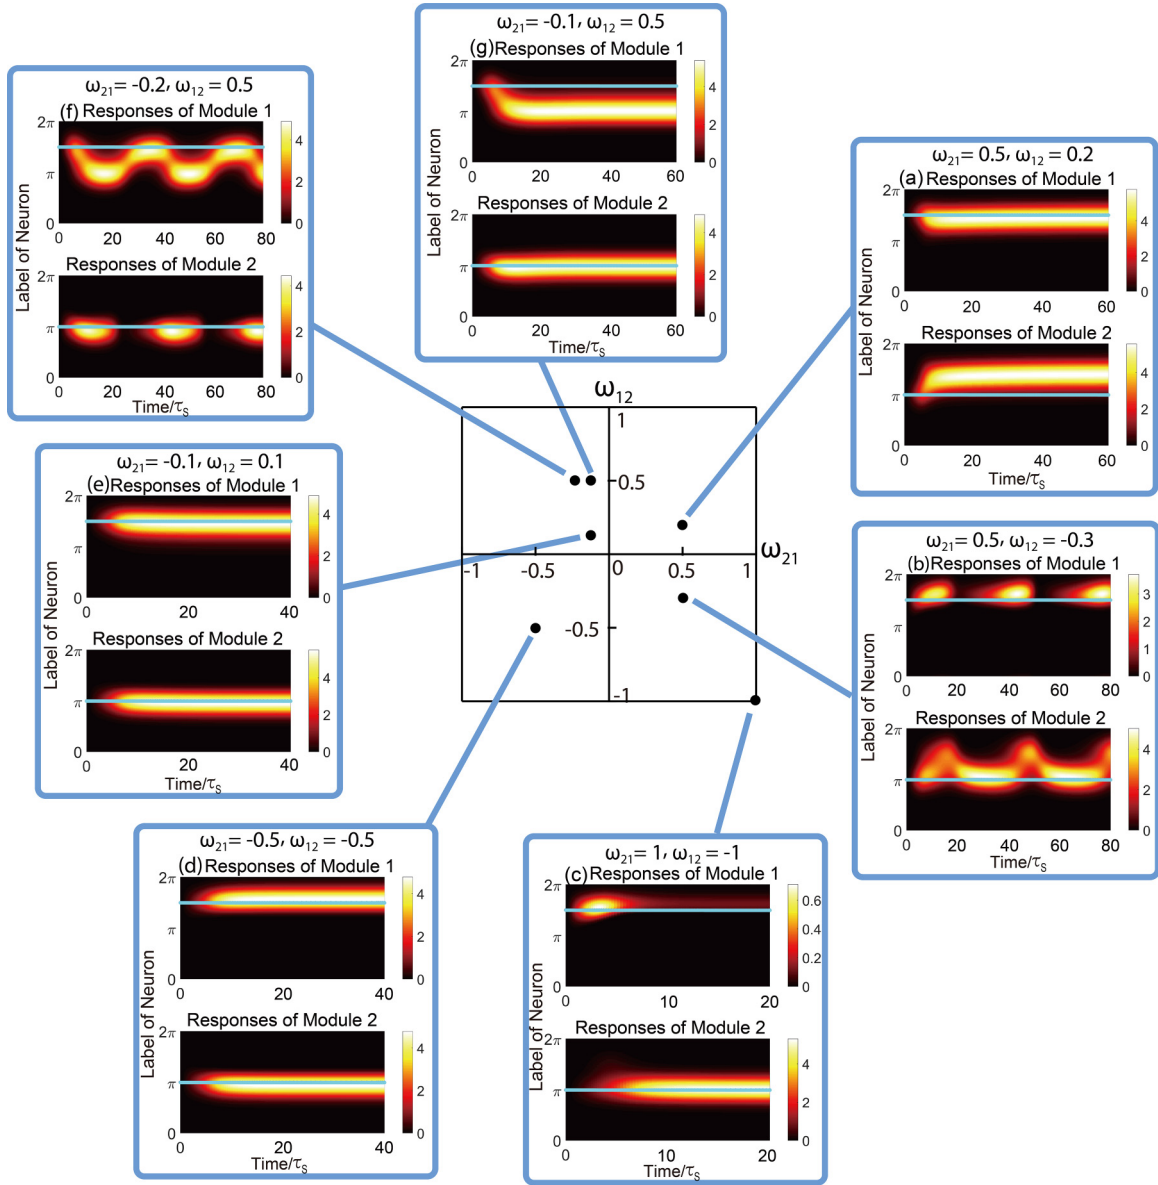 ω21= -0.1, ω12 = 0.5
(g) Responses of Module 1
2π
π
0
0 10 20 30 40 50 60
4
2
0
Responses of Module 2
2π
π
0
0 10 20 30 40 50 60
4
2
0
Label of Neuron
Time/τS
ω21= -0.2, ω12 = 0.5
(f) Responses of Module 1
2π
π
0
0 20 40 60 80
4
2
0
Responses of Module 2
2π
π
0
0 20 40 60 80
4
2
0
Label of Neuron
Time/τS
ω21= 0.5, ω12 = 0.2
(a) Responses of Module 1
2π
π
0
0 10 20 30 40 50 60
4
2
0
Responses of Module 2
2π
π
0
0 10 20 30 40 50 60
4
2
0
Label of Neuron
Time/τS
ω12
1
0.5
ω21
-1 -0.5 0 0.5 1
-0.5
-1
ω21= -0.1, ω12 = 0.1
(e) Responses of Module 1
2π
π
0
0 20 40
4
2
0
Responses of Module 2
2π
π
0
0 20 40
4
2
0
Label of Neuron
Time/τS
ω21= 0.5, ω12 = -0.3
(b) Responses of Module 1
2π
π
0
0 20 40 60 80
3
2
1
0
Responses of Module 2
2π
π
0
0 20 40 60 80
4
2
0
Label of Neuron
Time/τS
ω21= -0.5, ω12 = -0.5
(d) Responses of Module 1
2π
π
0
0 20 40
4
2
0
Responses of Module 2
2π
π
0
0 20 40
4
2
0
Label of Neuron
Time/τS
ω21= 1, ω12 = -1
(c) Responses of Module 1
2π
π
0
0 10 20
0.6
0.4
0.2
0
Responses of Module 2
2π
π
0
0 10 20
4
2
0
Label of Neuron
Time/τS